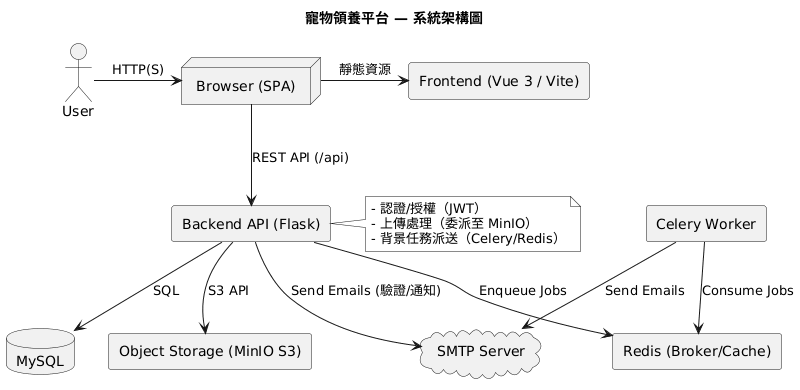 寵物領養平台 — 系統架構圖
User
HTTP(S)
Browser (SPA)
靜態資源
Frontend (Vue 3 / Vite)
REST API (/api)
Backend API (Flask)
- 認證/授權（JWT）
- 上傳處理（委派至 MinIO）
- 背景任務派送（Celery/Redis）
Celery Worker
SQL
S3 API
Send Emails (驗證/通知)
Enqueue Jobs
Send Emails
Consume Jobs
MySQL
Object Storage (MinIO S3)
SMTP Server
Redis (Broker/Cache)